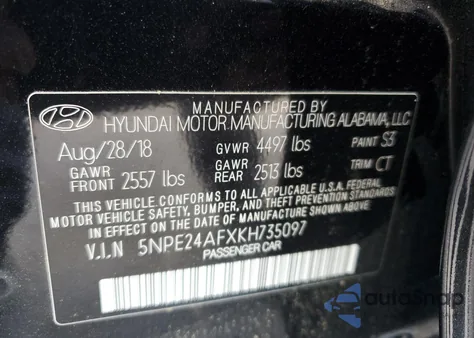 MANUFACTURED BY
HYUNDAI MOTOR MANUFACTURING ALABAMA, LLC
Aug/28/18 GVWR 4497 lbs PAINT S3
GAWR FRONT 2557 lbs GAWR REAR 2513 lbs TRIM CT
THIS VEHICLE CONFORMS TO ALL APPLICABLE U.S. FEDERAL
MOTOR VEHICLE SAFETY, BUMPER, AND THEFT PREVENTION
STANDARDS IN EFFECT ON THE DATE OF MANUFACTURE SHOWN ABOVE.
V.I.N 5NPE24AFXKH735097
PASSENGER CAR
autoSnap